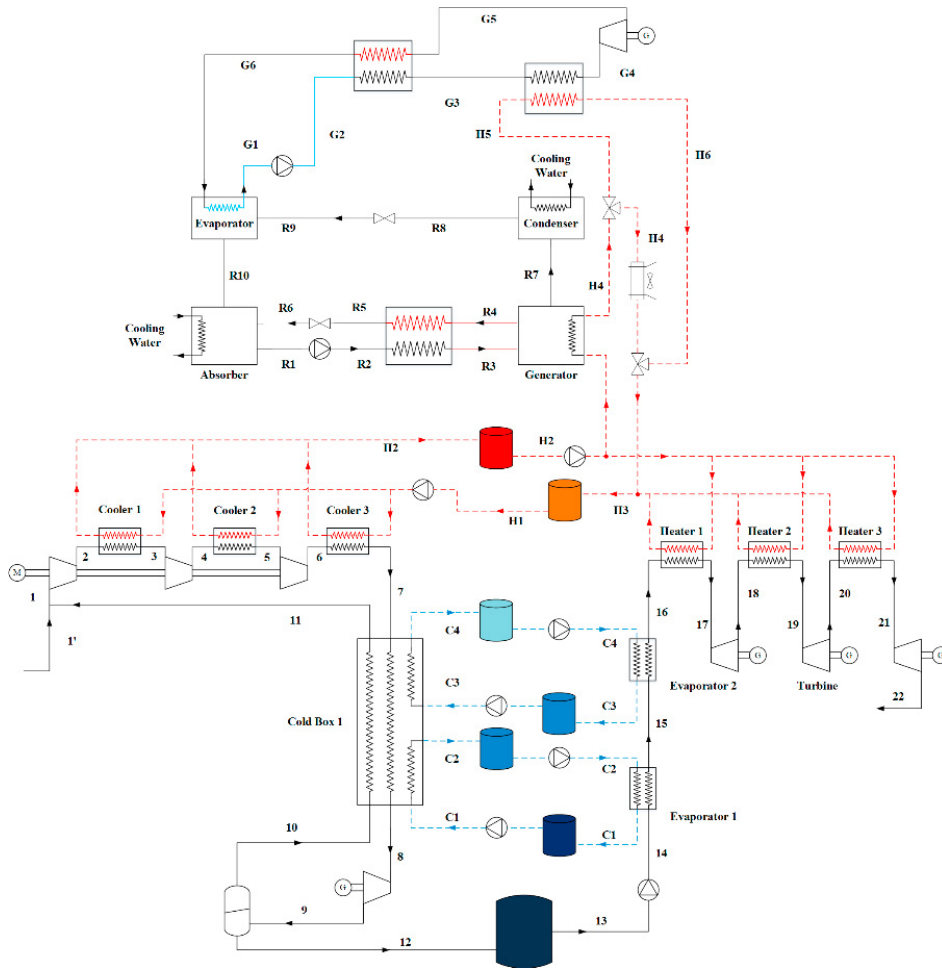 G5
G
G6
G4
G3
G2
H5
G1
H6
Cooling
Water
Evaporator
Condenser
R9
R8
H4
R10
R7
H4
R6
R5
R4
Cooling
Water
R1
R2
R3
Absorber
Generator
H2
H2
H1
H3
Cooler 1
Cooler 2
Cooler 3
Heater 1
Heater 2
Heater 3
2
3
4
5
6
M
1
7
16
18
20
11
17
19
21
1'
C4
C4
G
G
G
Evaporator 2
Turbine
22
C3
C3
Cold Box 1
15
C2
C2
C1
C1
Evaporator 1
10
8
14
G
9
13
12